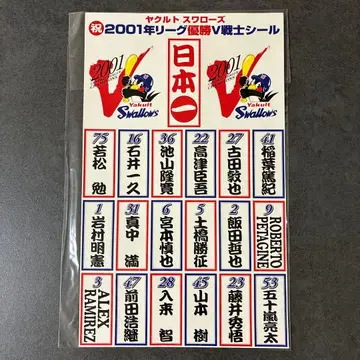 ヤクルト スワローズ
祝 2001年リーグ優勝V戦士シール
2001
V
Yakult
Swallows
日本一
2001
V
Yakult
Swallows
75 若松 勉
16 石井一久
36 池山隆寛
22 高津臣吾
27 古田敦也
41 稲葉篤紀
1 岩村明憲
31 真中 満
6 宮本慎也
5 土橋勝征
2 飯田哲也
9 ROBERTO
PETAGINE
3 ALEX
RAMIREZ
47 前田浩継
28 入来 智
45 山本 樹
23 藤井秀悟
53 五十嵐亮太